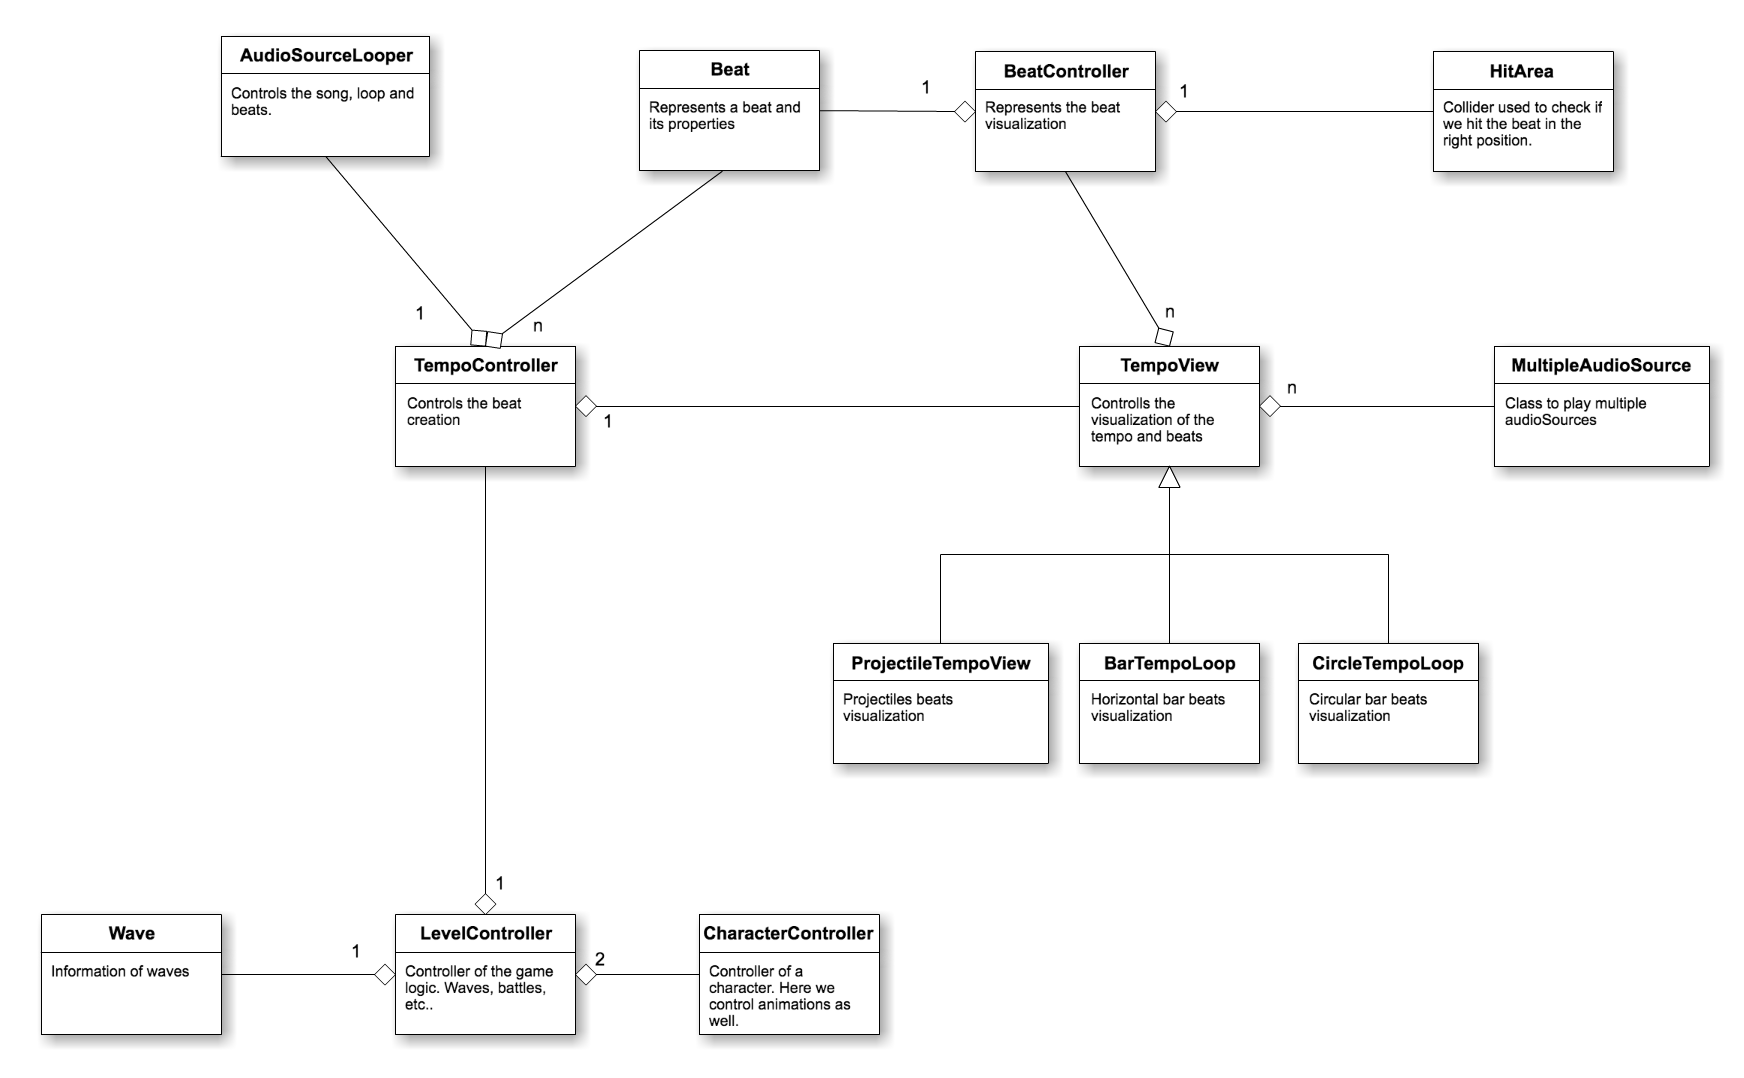 AudioSourceLooper
Controls the song, loop and
beats.
Beat
Represents a beat and
its properties
1
BeatController
Represents the beat
visualization
1
HitArea
Collider used to check if
we hit the beat in the
right position.
1
n
n
TempoController
Controls the beat
creation
1
TempoView
Controlls the
visualization of the
tempo and beats
n
MultipleAudioSource
Class to play multiple
audioSources
ProjectileTempoView
Projectiles beats
visualization
BarTempoLoop
Horizontal bar beats
visualization
CircleTempoLoop
Circular bar beats
visualization
1
Wave
Information of waves
1
LevelController
Controller of the game
logic. Waves, battles,
etc..
2
CharacterController
Controller of a
character. Here we
control animations as
well.